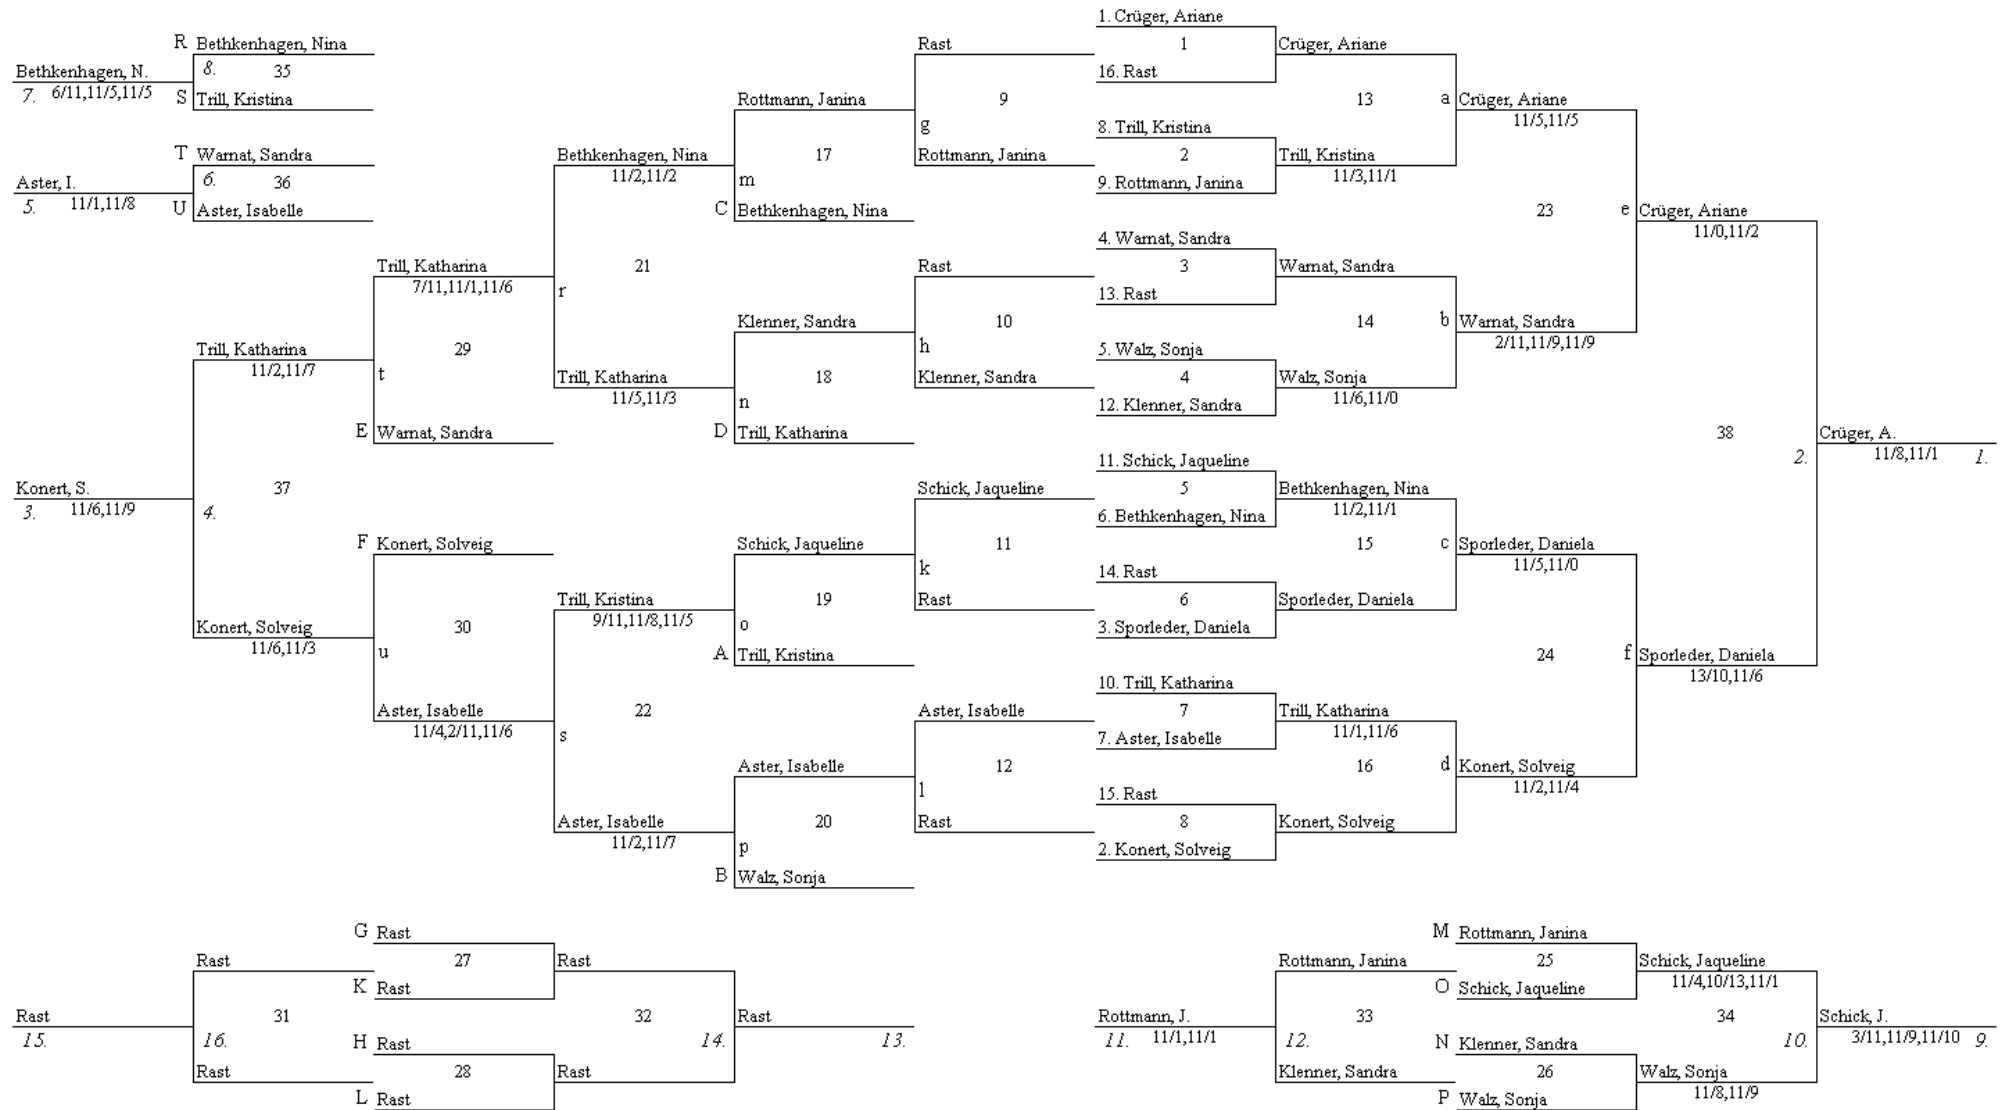 1. Crüger, Ariane
R Bethkenhagen, Nina Rast 1 Crüger, Ariane
Bethkenhagen, N. 8. 35 16. Rast
7. 6/11,11/5,11/5 S Trill, Kristina Rottmann, Janina 9 13 a Crüger, Ariane
11/5,11/5
g 8. Trill, Kristina
T Warnat, Sandra Bethkenhagen, Nina 17 Rottmann, Janina 2 Trill, Kristina
11/2,11/2 11/3,11/1
Aster, I. 6. 36 m 9. Rottmann, Janina
5. 11/1,11/8 U Aster, Isabelle C Bethkenhagen, Nina 23 e Crüger, Ariane
11/0,11/2
4. Warnat, Sandra
Trill, Katharina 21 Rast 3 Warnat, Sandra
7/11,11/1,11/6
r 13. Rast
Klenner, Sandra 10 14 b Warnat, Sandra
2/11,11/9,11/9
Trill, Katharina 29 h 5. Walz, Sonja
11/2,11/7
t Trill, Katharina 18 Klenner, Sandra 4 Walz, Sonja
11/5,11/3 11/6,11/0
n 12. Klenner, Sandra
E Warnat, Sandra D Trill, Katharina 38 Crüger, A.
2. 11/8,11/1 1.
11. Schick, Jaqueline
Konert, S. 37 Schick, Jaqueline 5 Bethkenhagen, Nina
3. 11/6,11/9 4. 11/2,11/1
6. Bethkenhagen, Nina
F Konert, Solveig Schick, Jaqueline 11 15 c Sporleder, Daniela
11/5,11/0
k 14. Rast
Trill, Kristina 19 Rast 6 Sporleder, Daniela
9/11,11/8,11/5
Konert, Solveig 30 o 3. Sporleder, Daniela
11/6,11/3
u A Trill, Kristina 24 f Sporleder, Daniela
13/10,11/6
10. Trill, Katharina
Aster, Isabelle 22 Aster, Isabelle 7 Trill, Katharina
11/4,2/11,11/6 11/1,11/6
s 7. Aster, Isabelle
Aster, Isabelle 12 16 d Konert, Solveig
11/2,11/4
l 15. Rast
Aster, Isabelle 20 Rast 8 Konert, Solveig
11/2,11/7
p 2. Konert, Solveig
B Walz, Sonja
G Rast M Rottmann, Janina
Rast 27 Rast Rottmann, Janina 25 Schick, Jaqueline
11/4,10/13,11/1
K Rast O Schick, Jaqueline
Rast 31 32 Rast Rottmann, J. 33 34 Schick, J.
15. 16. 14. 13. 11. 11/1,11/1 12. 10. 3/11,11/9,11/10 9.
H Rast N Klenner, Sandra
Rast 28 Rast Klenner, Sandra 26 Walz, Sonja
11/8,11/9
L Rast P Walz, Sonja